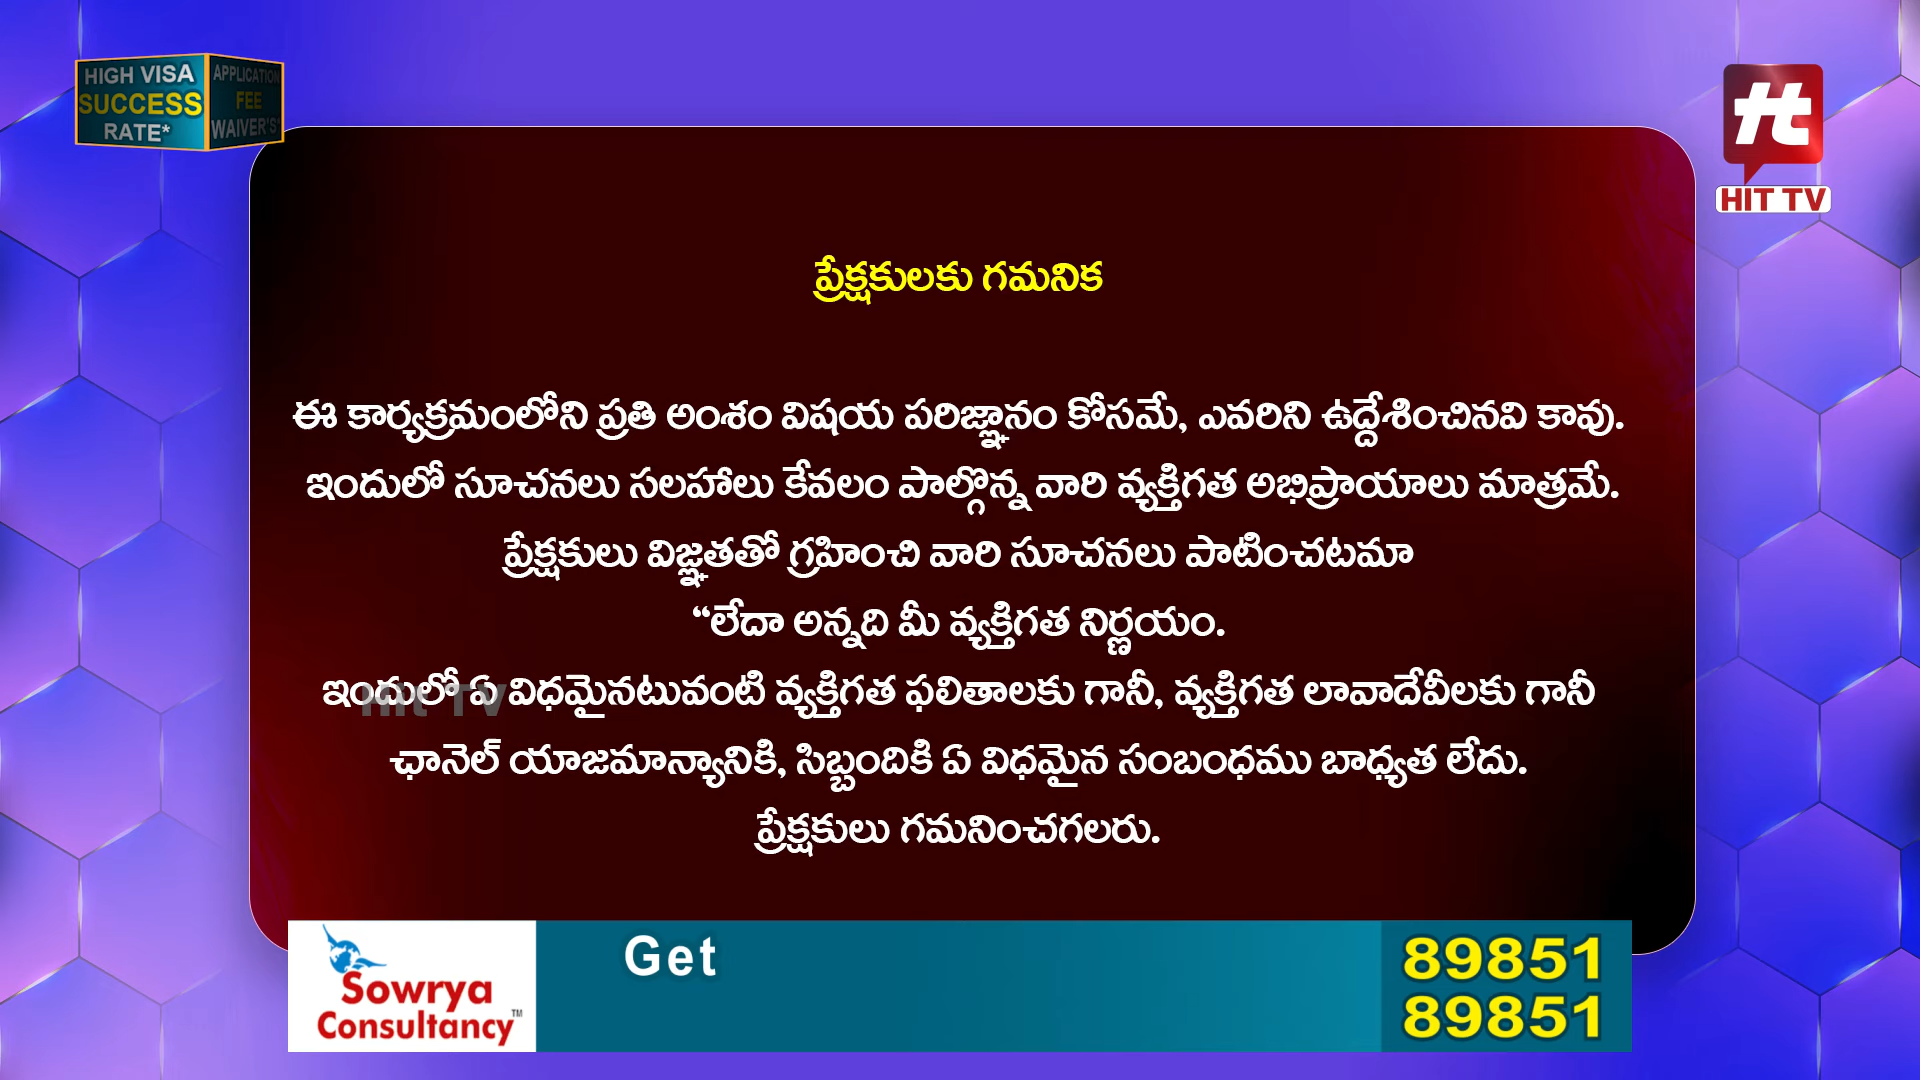 HIGH VISA
SUCCESS
RATE*
APPLICATION
FEE
WAIVER'S*
HIT TV
ప్రేక్షకులకు గమనిక
ఈ కార్యక్రమంలోని ప్రతి అంశం విషయ పరిజ్ఞానం కోసమే, ఎవరిని ఉద్దేశించినవి కావు.
ఇందులో సూచనలు సలహాలు కేవలం పాల్గొన్న వారి వ్యక్తిగత అభిప్రాయాలు మాత్రమే.
ప్రేక్షకులు విజ్ఞతతో గ్రహించి వారి సూచనలు పాటించటమా
“లేదా అన్నది మీ వ్యక్తిగత నిర్ణయం.
ఇందులో ఏ విధమైనటువంటి వ్యక్తిగత ఫలితాలకు గానీ, వ్యక్తిగత లావాదేవీలకు గానీ
Hit TV
ఛానెల్ యాజమాన్యానికి, సిబ్బందికి ఏ విధమైన సంబంధము బాధ్యత లేదు.
ప్రేక్షకులు గమనించగలరు.
Sowrya
Consultancy™
Get
89851
89851